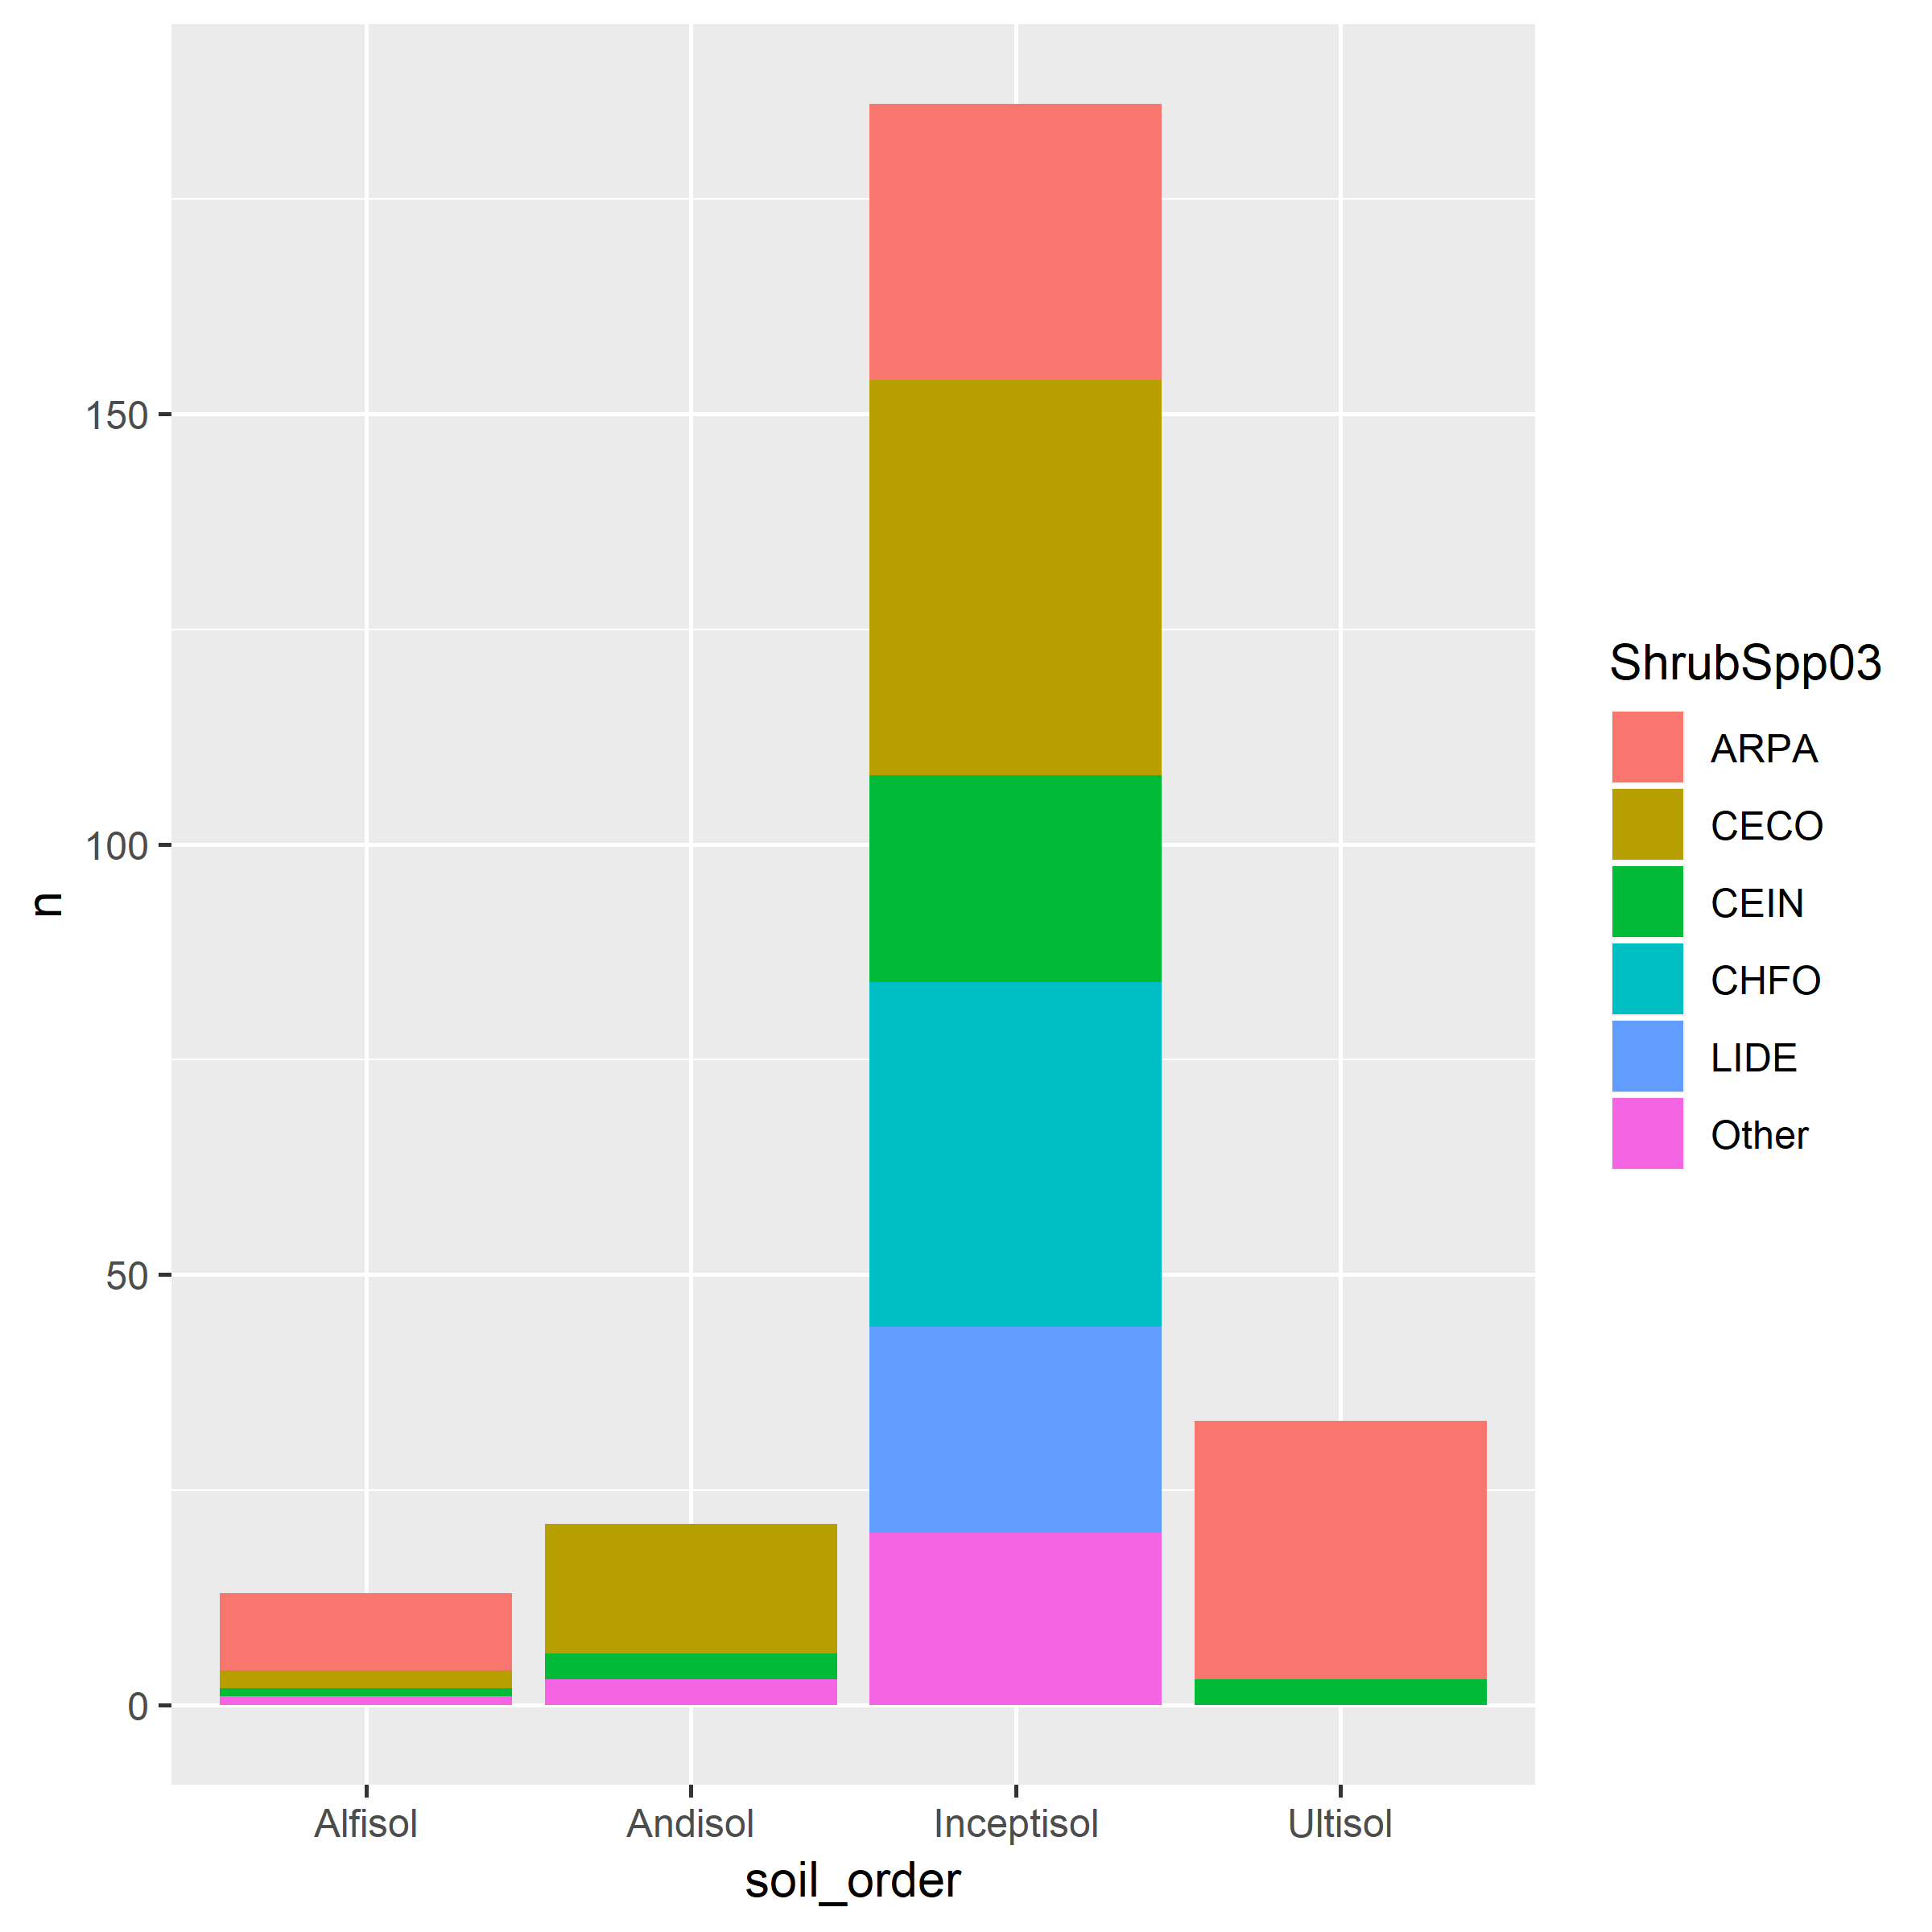 150
100
50
0
n
Alfisol
Andisol
Inceptisol
Ultisol
soil_order
ShrubSpp03
ARPA
CECO
CEIN
CHFO
LIDE
Other